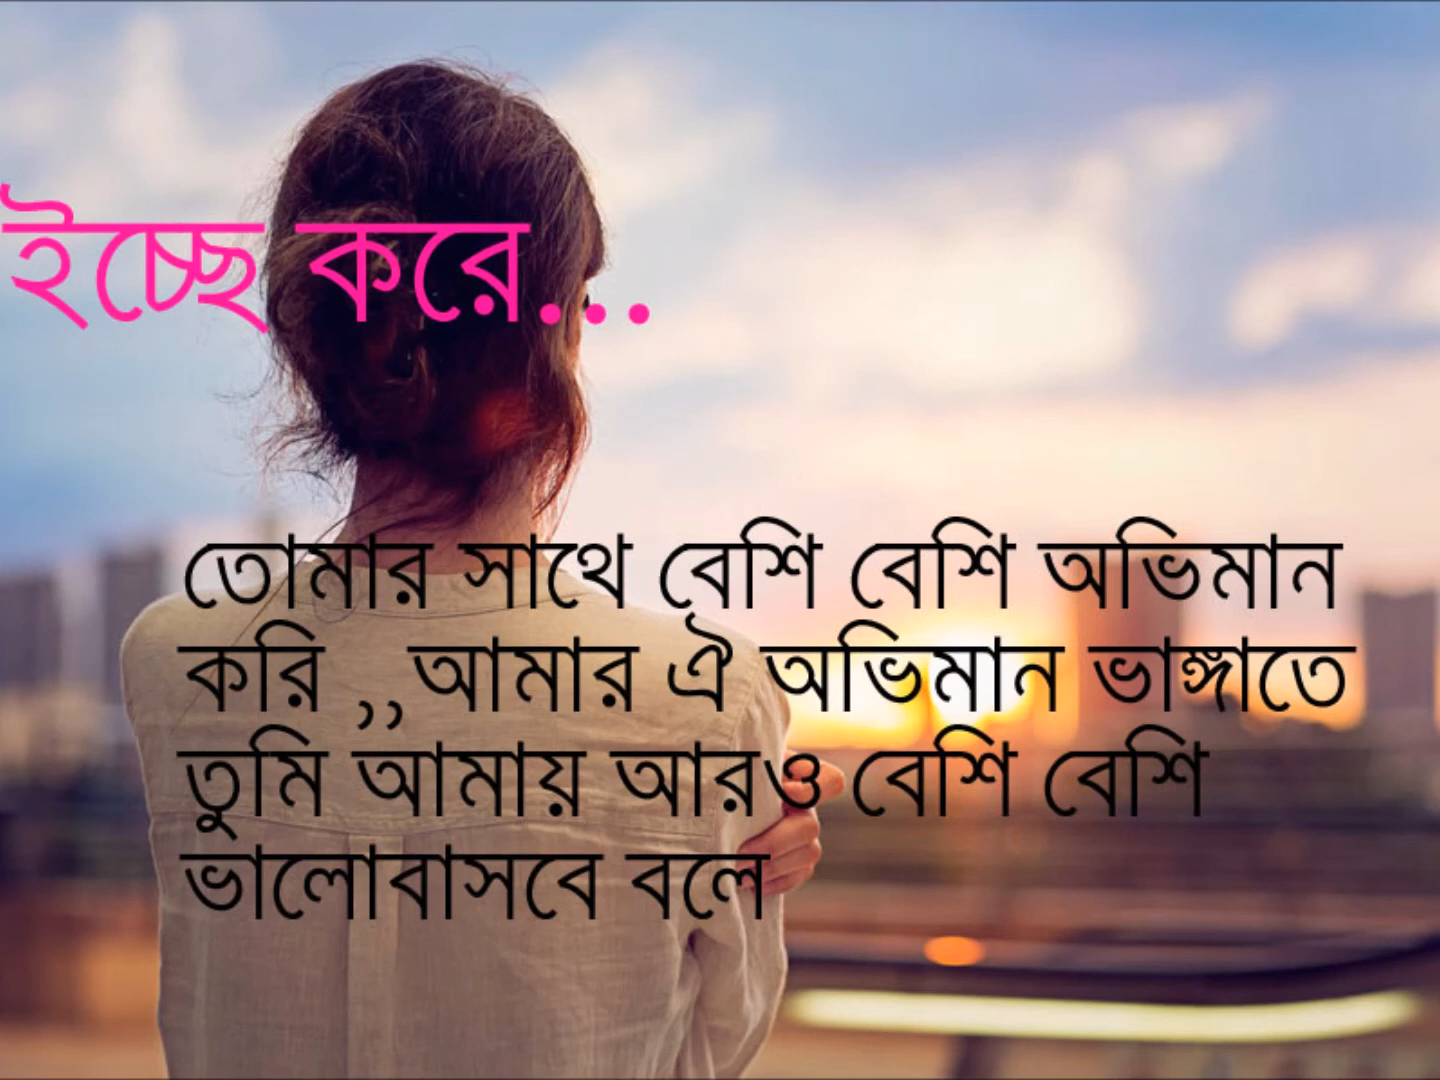 ইচ্ছে করে...
তোমার সাথে বেশি বেশি অভিমান
করি ,,আমার ঐ অভিমান ভাঙ্গাতে
তুমি আমায় আরও বেশি বেশি
ভালোবাসবে বলে